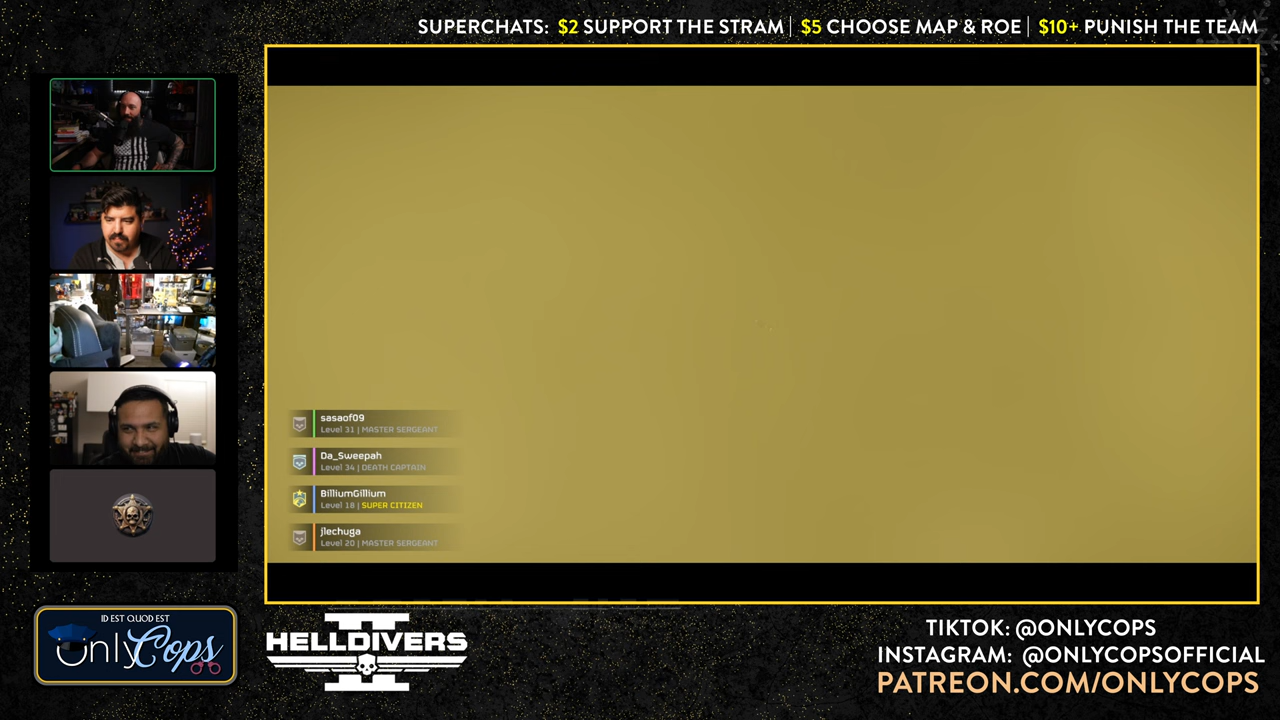 SUPERCHATS: $2 SUPPORT THE STRAM | $5 CHOOSE MAP & ROE | $10+ PUNISH THE TEAM
sasaof09
Level 31 | MASTER SERGEANT
Da_Sweepah
Level 34 | DEATH CAPTAIN
BilliumGillium
Level 18 | SUPER CITIZEN
jlechuga
Level 20 | MASTER SERGEANT
ID EST QUOD EST
OnlyCops
HELLDIVERS
II
TIKTOK: @ONLYCOPS
INSTAGRAM: @ONLYCOPSOFFICIAL
PATREON.COM/ONLYCOPS